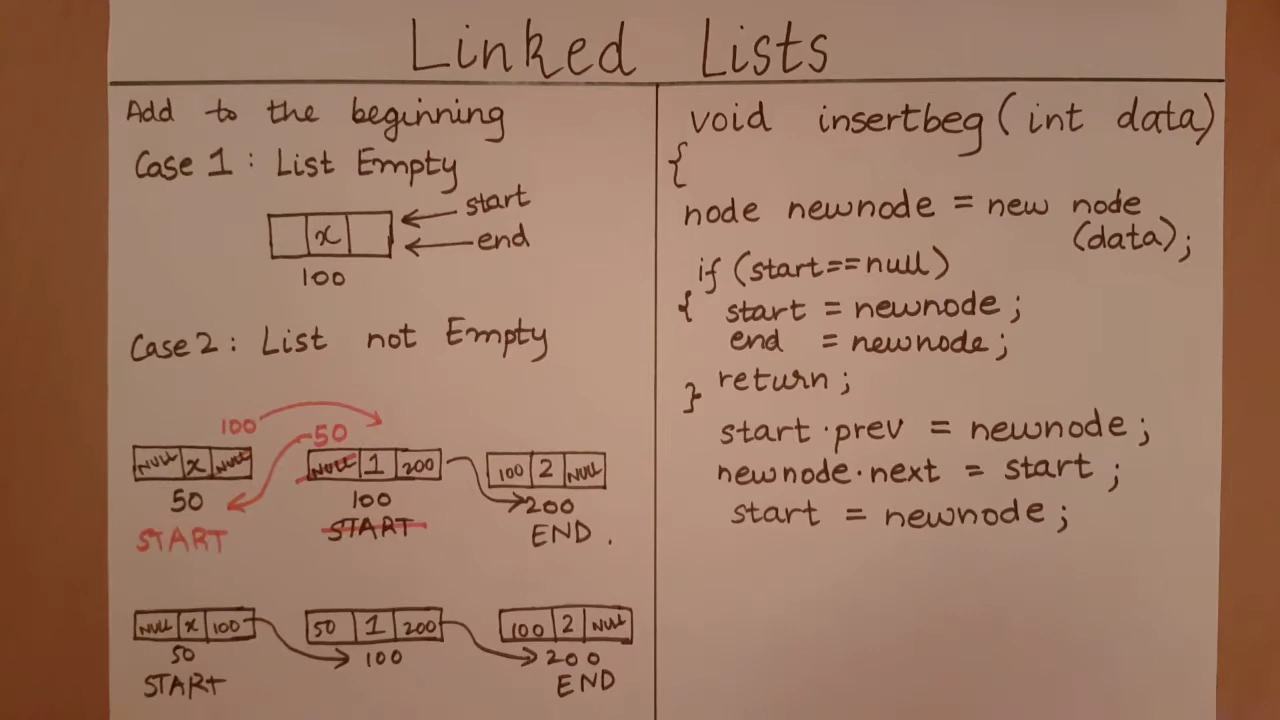 Linked Lists
Add to the beginning
Case 1 : List Empty
start
x
end
100
Case 2 : List not Empty
100
50
NULL x NULL
NULL 1 200
100 2 NULL
50
100
200
START
START
END .
NULL x 100
50 1 200
100 2 NULL
50
100
200
START
END
void insertbeg ( int data)
{
node newnode = new node
(data);
if (start==null)
{ start = newnode ;
end = newnode ;
} return ;
start.prev = newnode ;
newnode.next = start ;
start = newnode ;